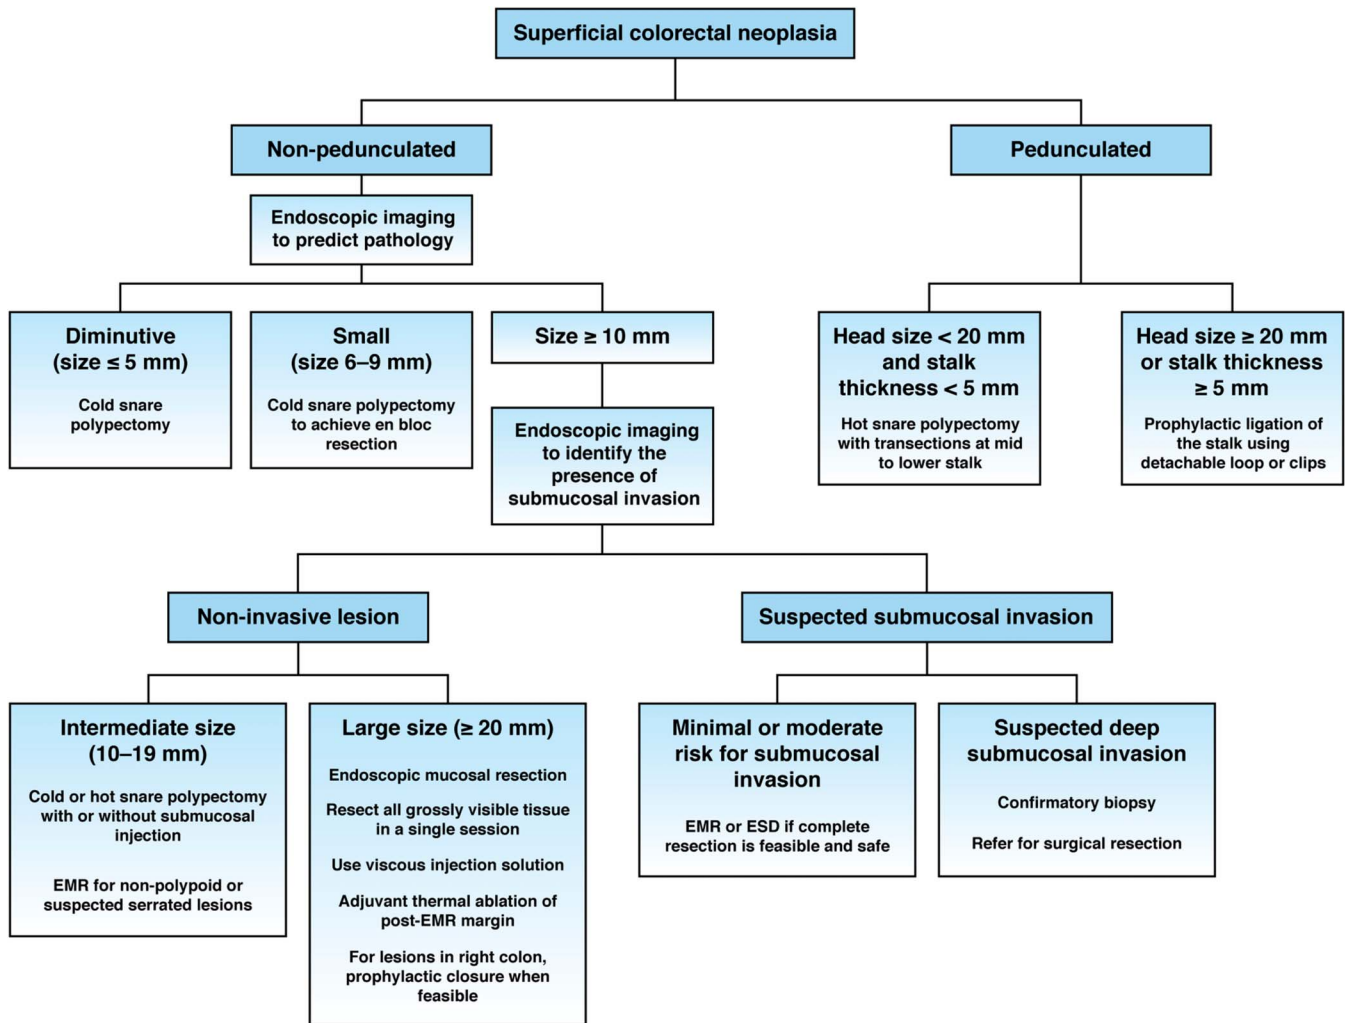 Superficial colorectal neoplasia
Non-pedunculated
Pedunculated
Endoscopic imaging
to predict pathology
Diminutive
(size ≤ 5 mm)
Cold snare
polypectomy
Small
(size 6–9 mm)
Cold snare polypectomy
to achieve en bloc
resection
Size ≥ 10 mm
Endoscopic imaging
to identify the
presence of
submucosal invasion
Head size < 20 mm
and stalk
thickness < 5 mm
Hot snare polypectomy
with transections at mid
to lower stalk
Head size ≥ 20 mm
or stalk thickness
≥ 5 mm
Prophylactic ligation of
the stalk using
detachable loop or clips
Non-invasive lesion
Suspected submucosal invasion
Intermediate size
(10–19 mm)
Cold or hot snare polypectomy
with or without submucosal
injection
EMR for non-polypoid or
suspected serrated lesions
Large size (≥ 20 mm)
Endoscopic mucosal resection
Resect all grossly visible tissue
in a single session
Use viscous injection solution
Adjuvant thermal ablation of
post-EMR margin
For lesions in right colon,
prophylactic closure when
feasible
Minimal or moderate
risk for submucosal
invasion
EMR or ESD if complete
resection is feasible and safe
Suspected deep
submucosal invasion
Confirmatory biopsy
Refer for surgical resection